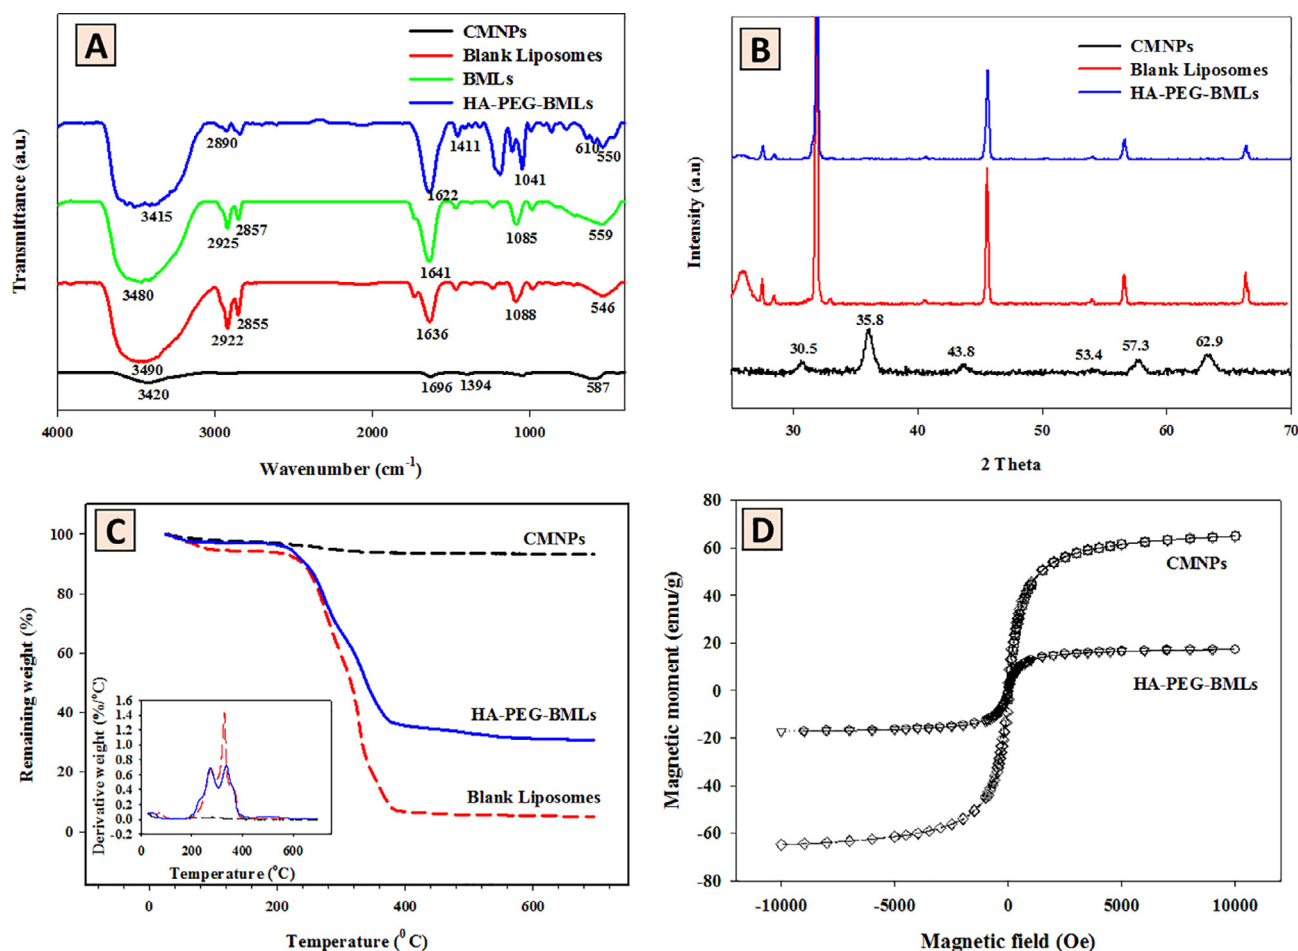 A
CMNPs
Blank Liposomes
BMLs
HA-PEG-BMLs
Transmittance (a.u.)
2890
1411
610
550
3415
1622
1041
2925
2857
1085
559
3480
1641
2922
2855
1636
1088
546
3490
3420
1696
1394
587
4000 3000 2000 1000
Wavenumber (cm⁻¹)
B
CMNPs
Blank Liposomes
HA-PEG-BMLs
Intensity (a.u)
30.5
35.8
43.8
53.4
57.3
62.9
30 40 50 60 70
2 Theta
C
Remaining weight (%)
100
80
60
40
20
0
CMNPs
HA-PEG-BMLs
Blank Liposomes
Derivative weight (%/°C)
1.6
1.4
1.2
1.0
0.8
0.6
0.4
0.2
0.0
-0.2
0 200 400 600
Temperature (°C)
0 200 400 600
Temperature (⁰ C)
D
Magnetic moment (emu/g)
80
60
40
20
0
-20
-40
-60
-80
CMNPs
HA-PEG-BMLs
-10000 -5000 0 5000 10000
Magnetic field (Oe)